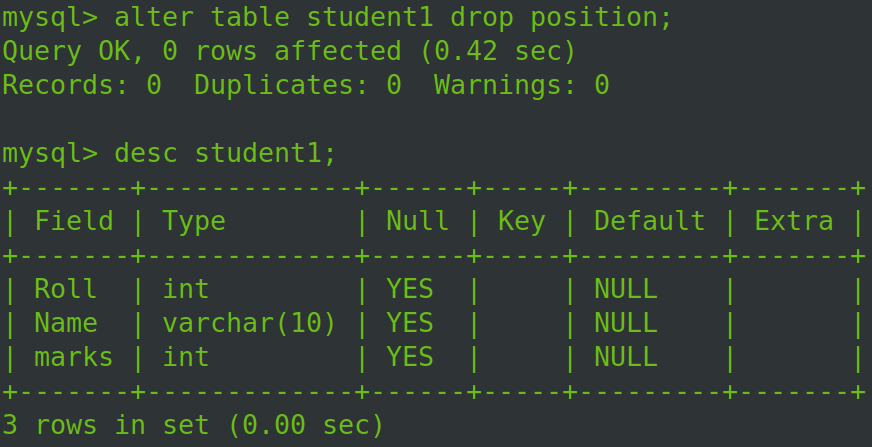 mysql> alter table student1 drop position;
Query OK, 0 rows affected (0.42 sec)
Records: 0  Duplicates: 0  Warnings: 0

mysql> desc student1;
+-------+-------------+------+-----+---------+-------+
| Field | Type        | Null | Key | Default | Extra |
+-------+-------------+------+-----+---------+-------+
| Roll  | int         | YES  |     | NULL    |       |
| Name  | varchar(10) | YES  |     | NULL    |       |
| marks | int         | YES  |     | NULL    |       |
+-------+-------------+------+-----+---------+-------+
3 rows in set (0.00 sec)